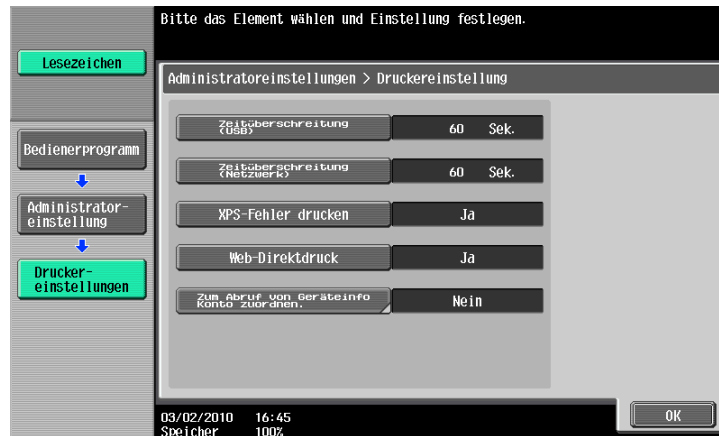 Bitte das Element wählen und Einstellung festlegen.
Lesezeichen
Administratoreinstellungen > Druckereinstellung
Zeitüberschreitung
(USB)
60 Sek.
Bedienerprogramm
Zeitüberschreitung
(Netzwerk)
60 Sek.
Administrator-
einstellung
XPS-Fehler drucken
Ja
Web-Direktdruck
Ja
Drucker-
einstellungen
Zum Abruf von Geräteinfo
Konto zuordnen.
Nein
03/02/2010 16:45
Speicher 100%
OK